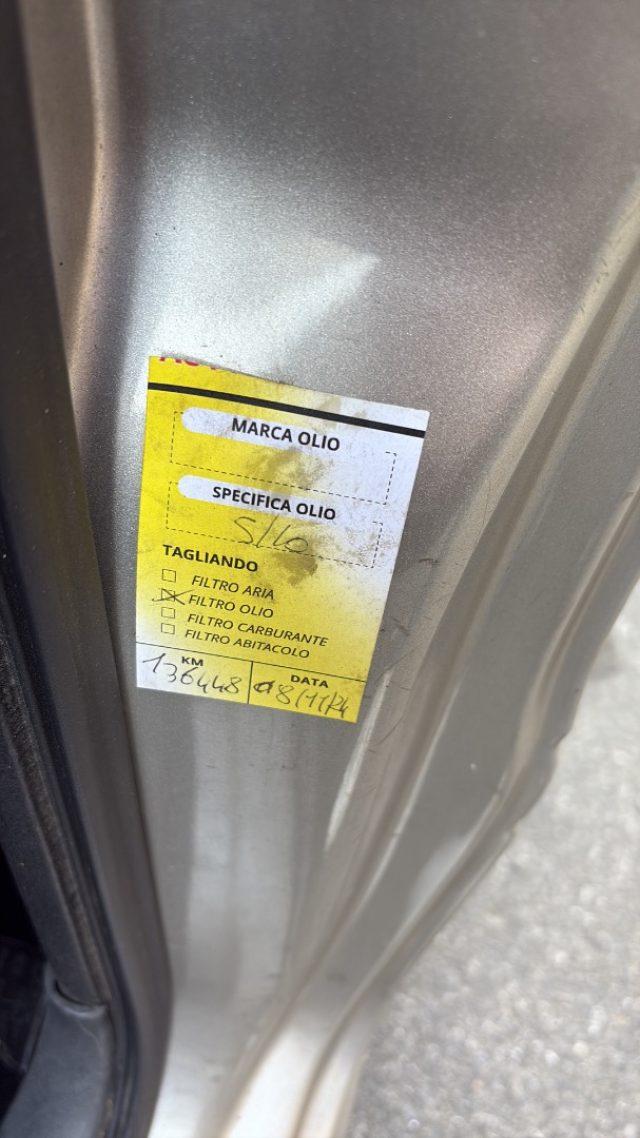 MARCA OLIO
SPECIFICA OLIO
5/40
TAGLIANDO
FILTRO ARIA
FILTRO OLIO
FILTRO CARBURANTE
FILTRO ABITACOLO
KM DATA
136448 08/11/24